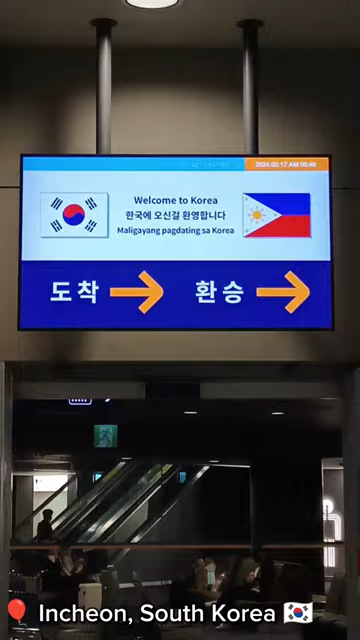 2024.02.17 AM 05:46
Welcome to Korea
한국에 오신걸 환영합니다
Maligayang pagdating sa Korea
도착 → 환승 →
📍 Incheon, South Korea 🇰🇷